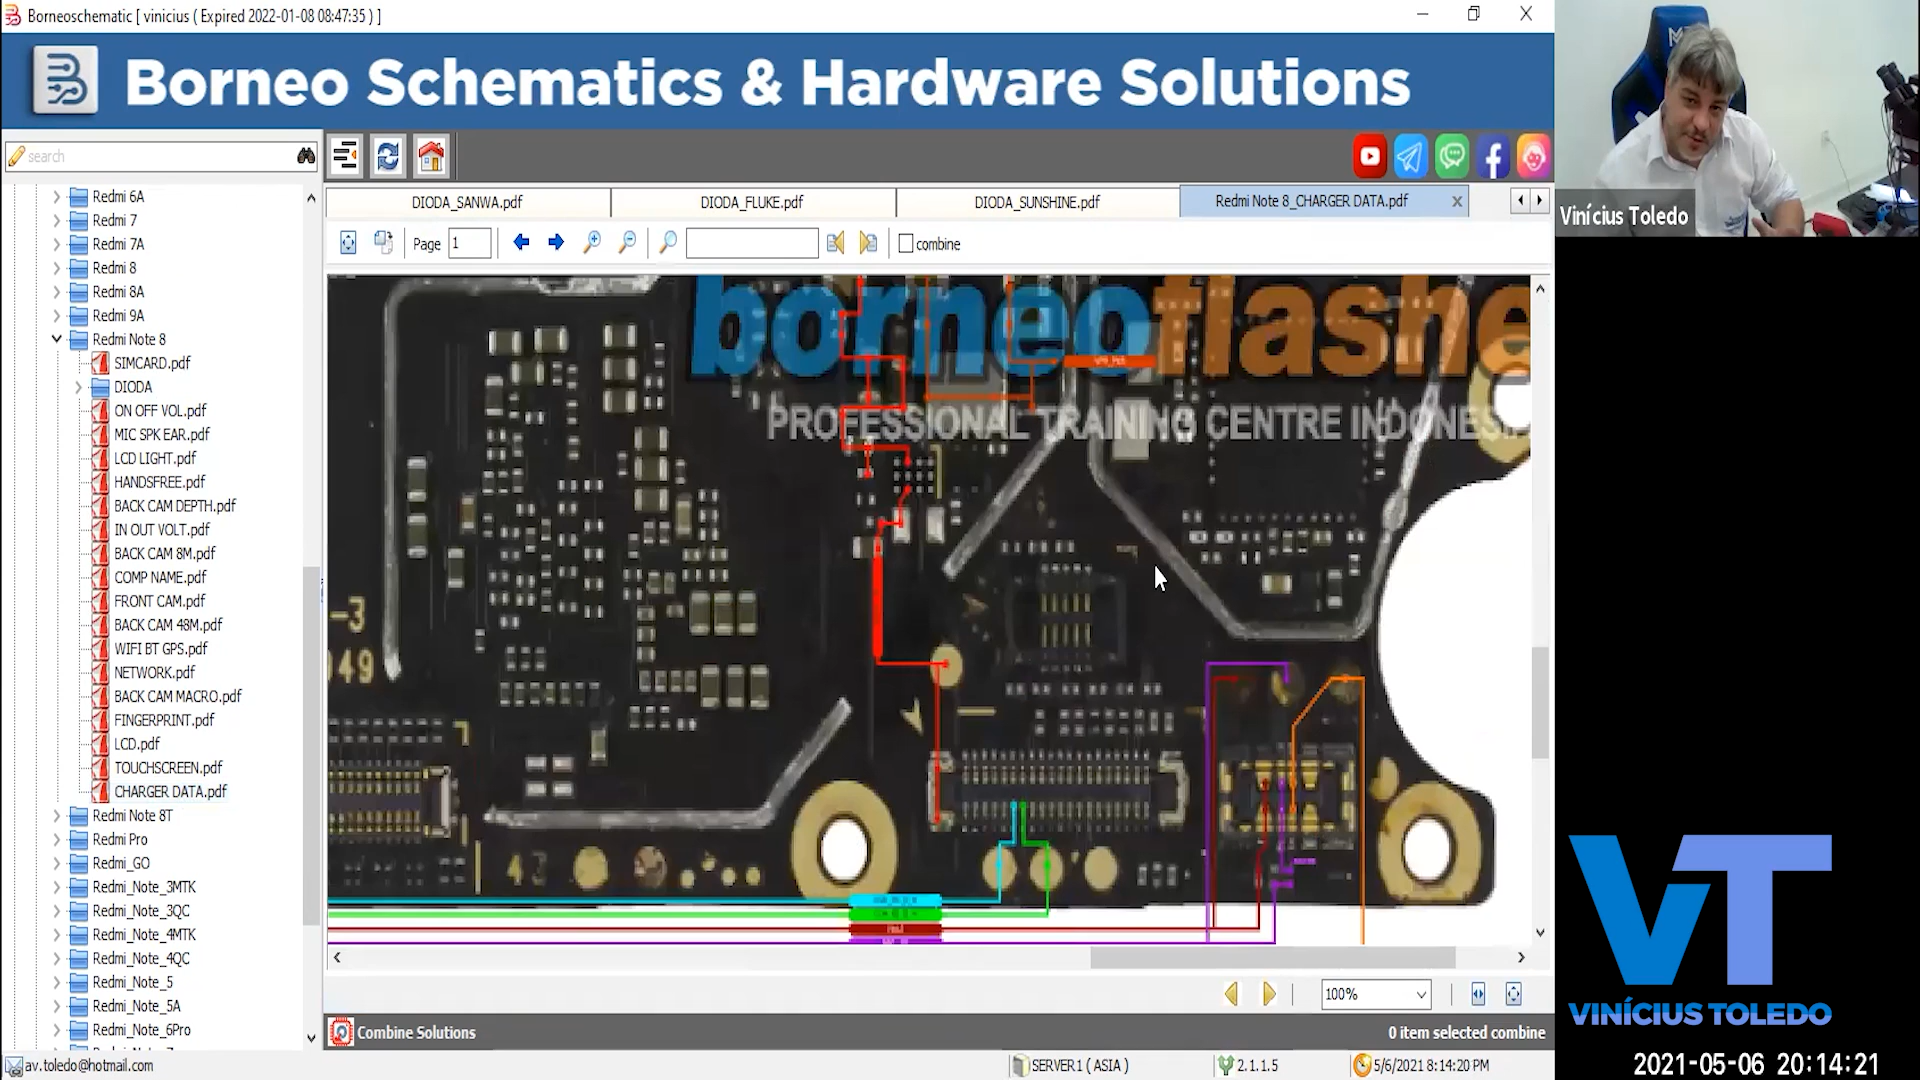 Borneoschematic [ vinicius ( Expired 2022-01-08 08:47:35 ) ]
Borneo Schematics & Hardware Solutions
search
DIODA_SANWA.pdf
DIODA_FLUKE.pdf
DIODA_SUNSHINE.pdf
Redmi Note 8_CHARGER DATA.pdf
Page 1
combine
Redmi 6A
Redmi 7
Redmi 7A
Redmi 8
Redmi 8A
Redmi 9A
Redmi Note 8
SIMCARD.pdf
DIODA
ON OFF VOL.pdf
MIC SPK EAR.pdf
LCD LIGHT.pdf
HANDSFREE.pdf
BACK CAM DEPTH.pdf
IN OUT VOLT.pdf
BACK CAM 8M.pdf
COMP NAME.pdf
FRONT CAM.pdf
BACK CAM 48M.pdf
WIFI BT GPS.pdf
NETWORK.pdf
BACK CAM MACRO.pdf
FINGERPRINT.pdf
LCD.pdf
TOUCHSCREEN.pdf
CHARGER DATA.pdf
Redmi Note 8T
Redmi Pro
Redmi_GO
Redmi_Note_3MTK
Redmi_Note_3QC
Redmi_Note_4MTK
Redmi_Note_4QC
Redmi_Note_5
Redmi_Note_5A
Redmi_Note_6Pro
borneoflashe
PROFESSIONAL TRAINING CENTRE INDONES
-3
49
100%
Combine Solutions
0 item selected combine
av.toledo@hotmail.com
SERVER1 ( ASIA )
2.1.1.5
5/6/2021 8:14:20 PM
Vinícius Toledo
VT
VINÍCIUS TOLEDO
2021-05-06 20:14:21